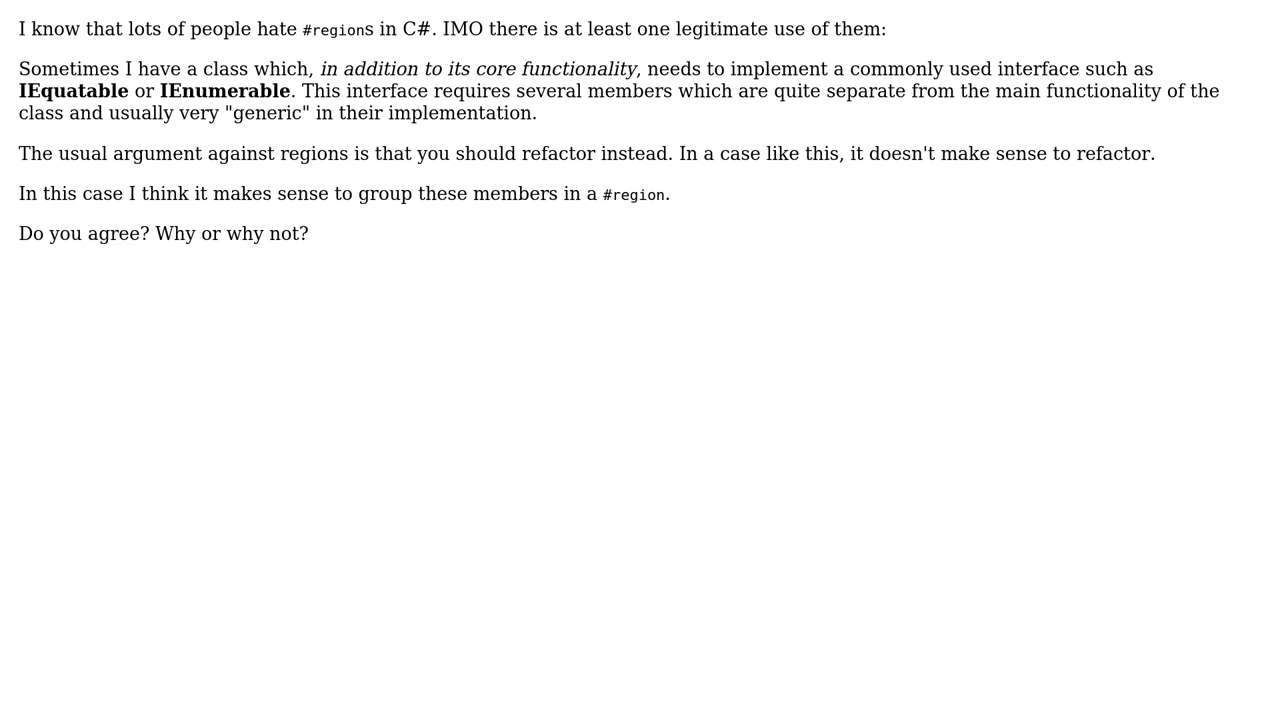 I know that lots of people hate #regions in C#. IMO there is at least one legitimate use of them:
Sometimes I have a class which, in addition to its core functionality, needs to implement a commonly used interface such as
IEquatable or IEnumerable. This interface requires several members which are quite separate from the main functionality of the
class and usually very "generic" in their implementation.
The usual argument against regions is that you should refactor instead. In a case like this, it doesn't make sense to refactor.
In this case I think it makes sense to group these members in a #region.
Do you agree? Why or why not?